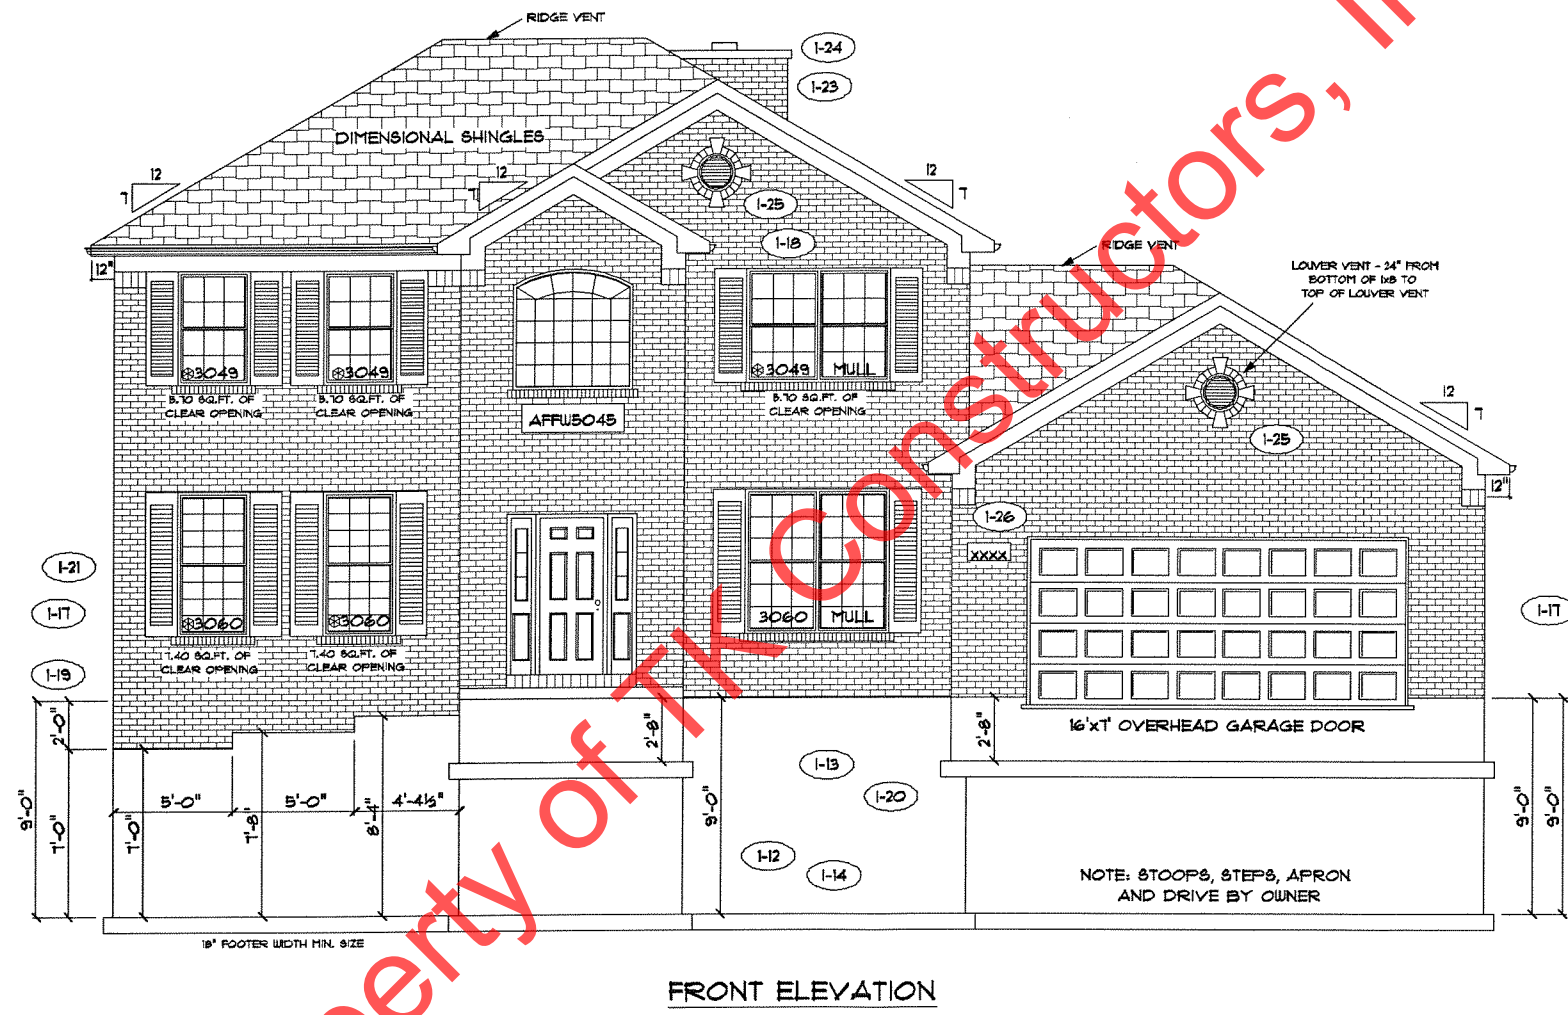 RIDGE VENT
1-24
1-23
DIMENSIONAL SHINGLES
12
7
12
7
12
7
1-25
1-18
RIDGE VENT
LOUVER VENT - 24" FROM
BOTTOM OF 1x8 TO
TOP OF LOUVER VENT
12"
3049
3049
3049 MULL
5.70 SQ.FT. OF
CLEAR OPENING
5.70 SQ.FT. OF
CLEAR OPENING
5.70 SQ.FT. OF
CLEAR OPENING
AFFW5045
12
7
1-25
12"
1-26
XXXX
1-21
1-17
1-19
3060
3060
3060 MULL
7.40 SQ.FT. OF
CLEAR OPENING
7.40 SQ.FT. OF
CLEAR OPENING
1-17
16'x7' OVERHEAD GARAGE DOOR
2'-0"
2'-8"
2'-8"
1-13
1-20
5'-0"
5'-0"
4'-4½"
9'-0"
7'-0"
7'-0"
7'-8"
8'-4"
9'-0"
9'-0"
9'-0"
1-12
1-14
NOTE: STOOPS, STEPS, APRON
AND DRIVE BY OWNER
18" FOOTER WIDTH MIN. SIZE
FRONT ELEVATION
perty of TK Constructors, In